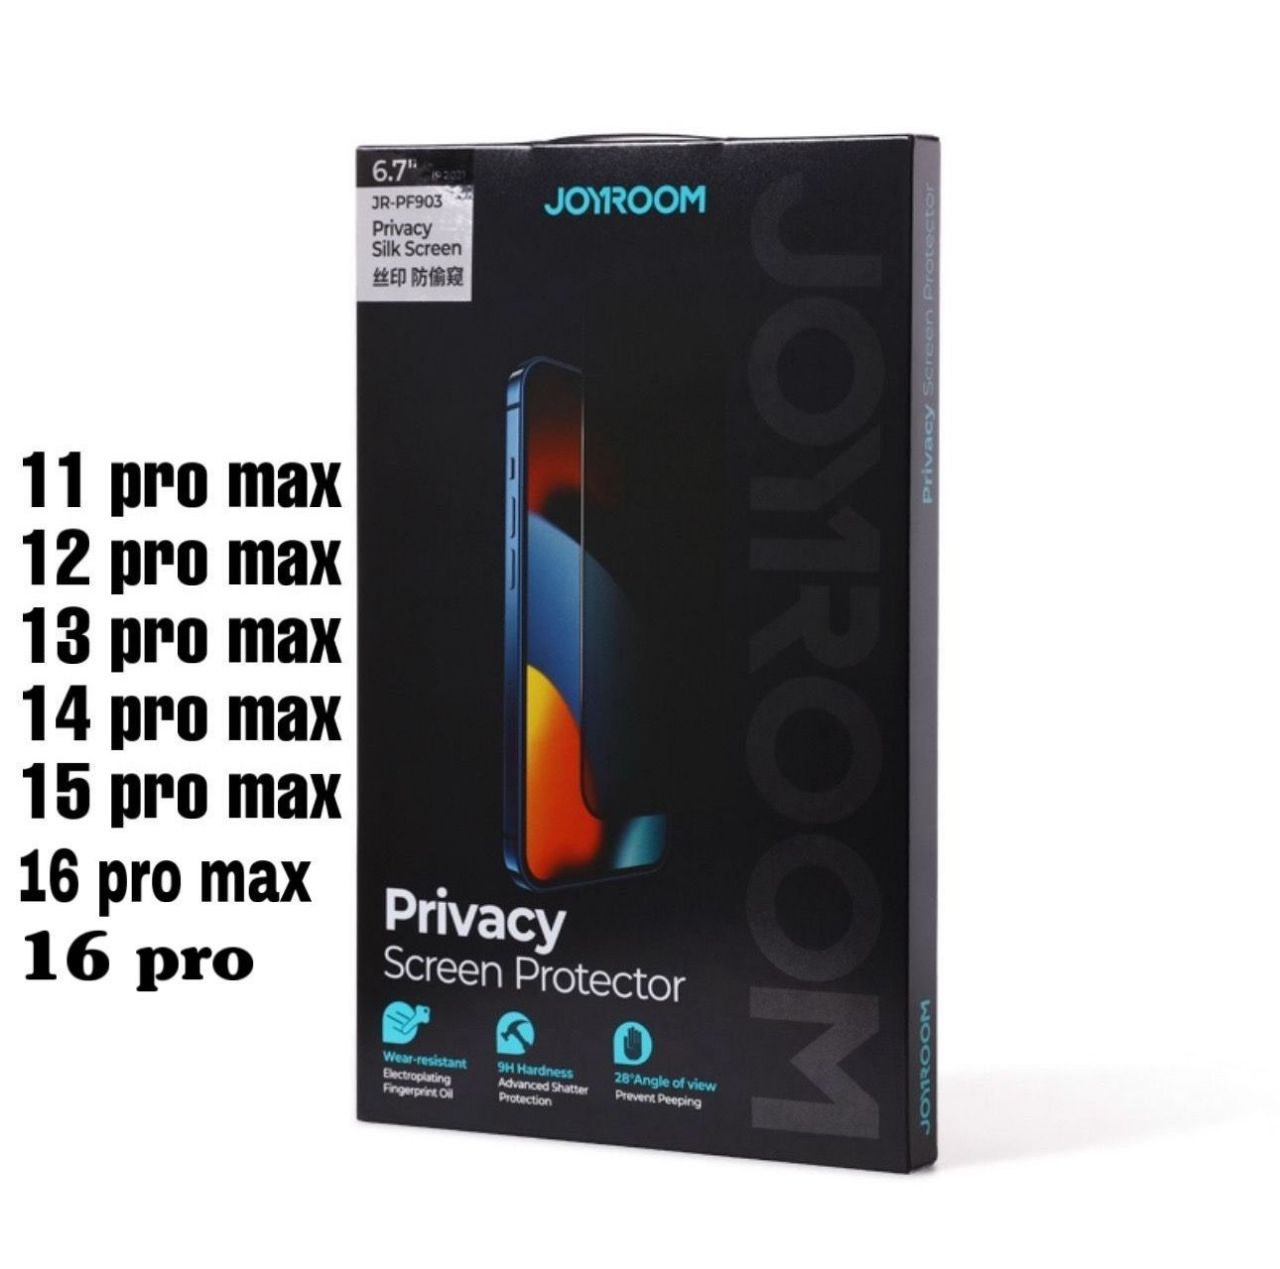 11 pro max
12 pro max
13 pro max
14 pro max
15 pro max
16 pro max
16 pro
6.7"
JR-PF903
Privacy
Silk Screen
丝印 防偷窥
JOYROOM
JOYROOM
Privacy Screen Protector
JOYROOM
Privacy
Screen Protector
Wear-resistant
Electroplating
Fingerprint Oil
9H Hardness
Advanced Shatter
Protection
28°Angle of view
Prevent Peeping